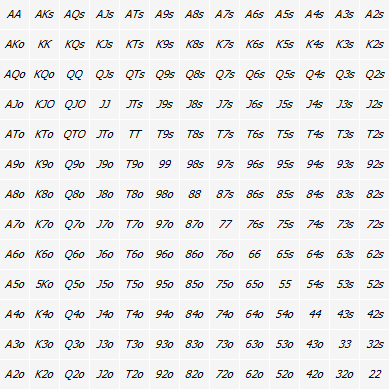 AA AKs AQs AJs ATs A9s A8s A7s A6s A5s A4s A3s A2s
AKo KK KQs KJs KTs K9s K8s K7s K6s K5s K4s K3s K2s
AQo KQo QQ QJs QTs Q9s Q8s Q7s Q6s Q5s Q4s Q3s Q2s
AJo KJO QJO JJ JTs J9s J8s J7s J6s J5s J4s J3s J2s
ATo KTo QTO JTo TT T9s T8s T7s T6s T5s T4s T3s T2s
A9o K9o Q9o J9o T9o 99 98s 97s 96s 95s 94s 93s 92s
A8o K8o Q8o J8o T8o 98o 88 87s 86s 85s 84s 83s 82s
A7o K7o Q7o J7o T7o 97o 87o 77 76s 75s 74s 73s 72s
A6o K6o Q6o J6o T6o 96o 86o 76o 66 65s 64s 63s 62s
A5o 5Ko Q5o J5o T5o 95o 85o 75o 65o 55 54s 53s 52s
A4o K4o Q4o J4o T4o 94o 84o 74o 64o 54o 44 43s 42s
A3o K3o Q3o J3o T3o 93o 83o 73o 63o 53o 43o 33 32s
A2o K2o Q2o J2o T2o 92o 82o 72o 62o 52o 42o 32o 22